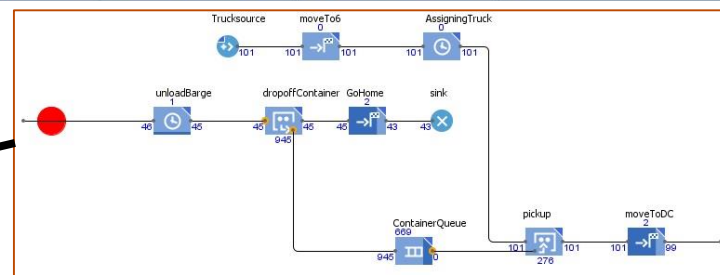 Trucksource moveTo6 AssigningTruck
0 0
101 101 101 101 101
unloadBarge dropoffContainer GoHome sink
1 2
46 45 45 45 45 43 43
945
ContainerQueue pickup moveToDC
669 2
945 0 101 101 101 99
276